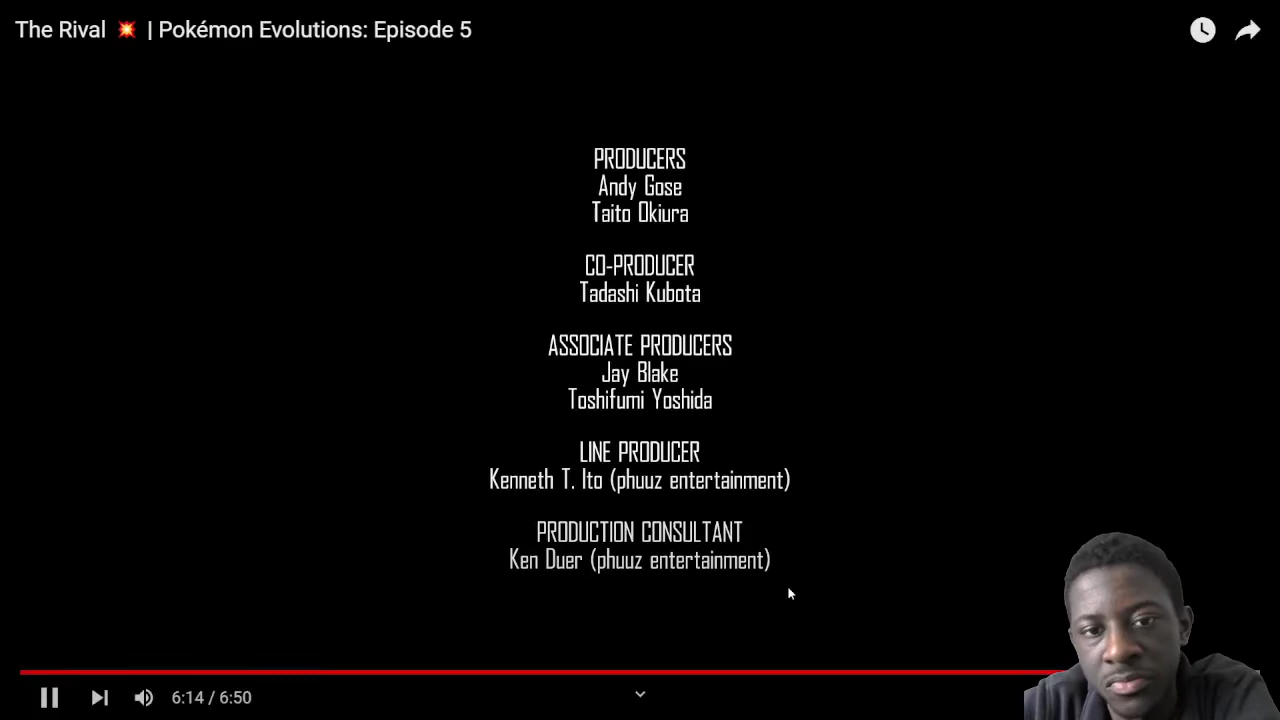 The Rival 💥 | Pokémon Evolutions: Episode 5
PRODUCERS
Andy Gose
Taito Okiura
CO-PRODUCER
Tadashi Kubota
ASSOCIATE PRODUCERS
Jay Blake
Toshifumi Yoshida
LINE PRODUCER
Kenneth T. Ito (phuuz entertainment)
PRODUCTION CONSULTANT
Ken Duer (phuuz entertainment)
6:14 / 6:50